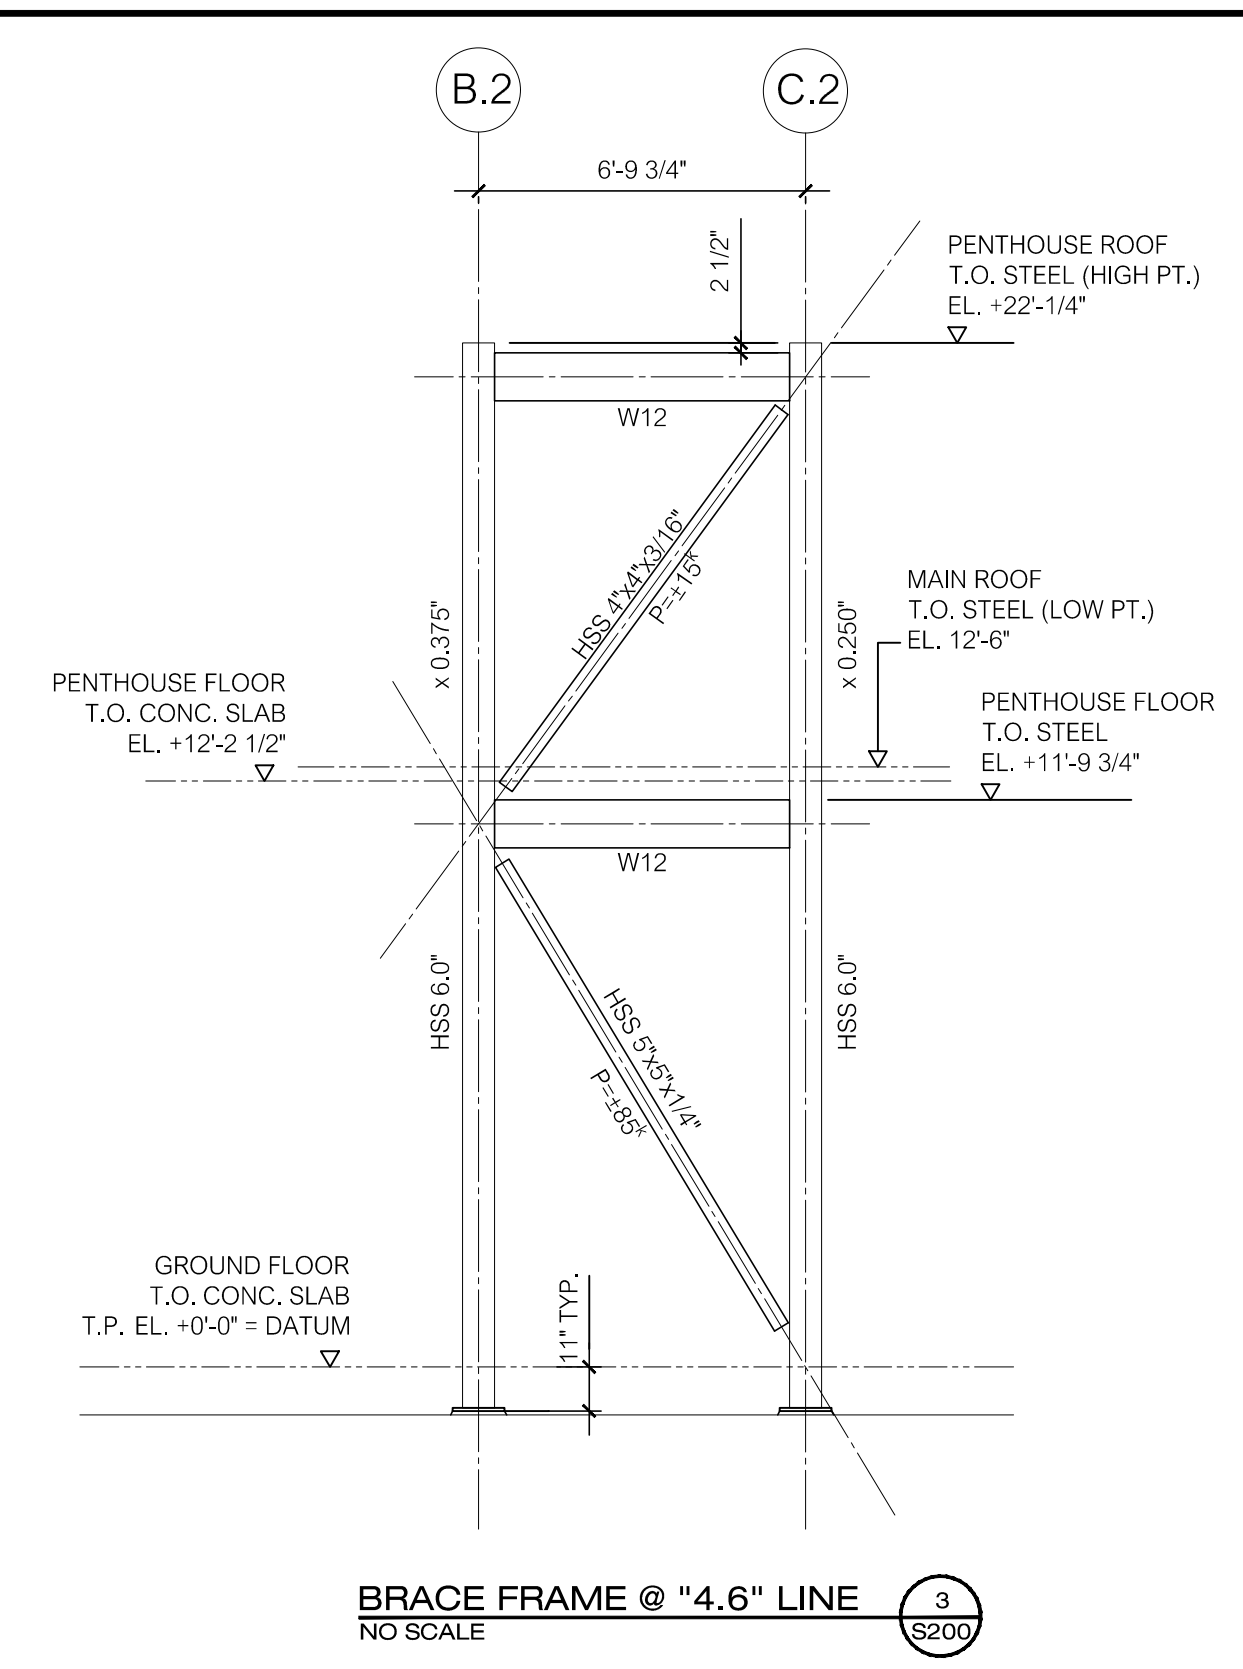 B.2
C.2
6'-9 3/4"
2 1/2"
PENTHOUSE ROOF
T.O. STEEL (HIGH PT.)
EL. +22'-1/4"
W12
HSS 4"x4"x3/16"
P=±15ᵏ
x 0.375"
x 0.250"
MAIN ROOF
T.O. STEEL (LOW PT.)
EL. 12'-6"
PENTHOUSE FLOOR
T.O. CONC. SLAB
EL. +12'-2 1/2"
PENTHOUSE FLOOR
T.O. STEEL
EL. +11'-9 3/4"
W12
HSS 6.0"
HSS 6.0"
HSS 5"x5"x1/4"
P=±85ᵏ
GROUND FLOOR
T.O. CONC. SLAB
T.P. EL. +0'-0" = DATUM
11" TYP.
BRACE FRAME @ "4.6" LINE
NO SCALE
3
S200